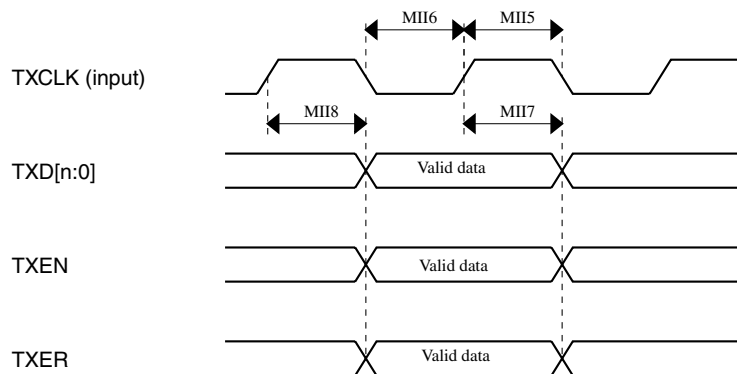 MII6 MII5
TXCLK (input)
MII8 MII7
TXD[n:0] Valid data
TXEN Valid data
TXER Valid data